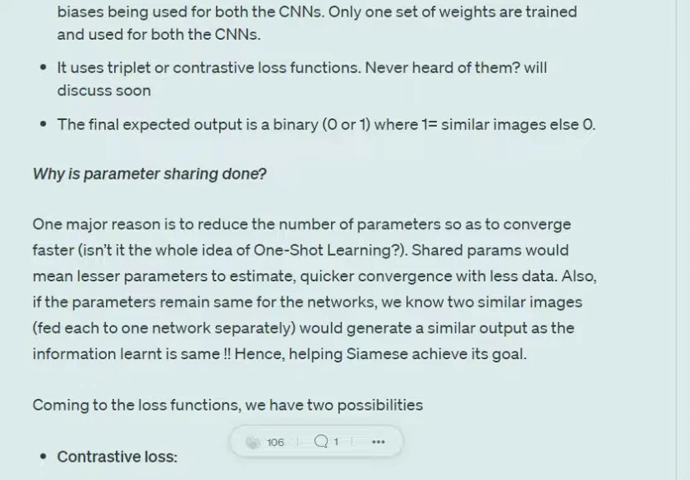 biases being used for both the CNNs. Only one set of weights are trained
and used for both the CNNs.
• It uses triplet or contrastive loss functions. Never heard of them? will
discuss soon
• The final expected output is a binary (0 or 1) where 1= similar images else 0.
Why is parameter sharing done?
One major reason is to reduce the number of parameters so as to converge
faster (isn't it the whole idea of One-Shot Learning?). Shared params would
mean lesser parameters to estimate, quicker convergence with less data. Also,
if the parameters remain same for the networks, we know two similar images
(fed each to one network separately) would generate a similar output as the
information learnt is same !! Hence, helping Siamese achieve its goal.
Coming to the loss functions, we have two possibilities
106 1 •••
• Contrastive loss: